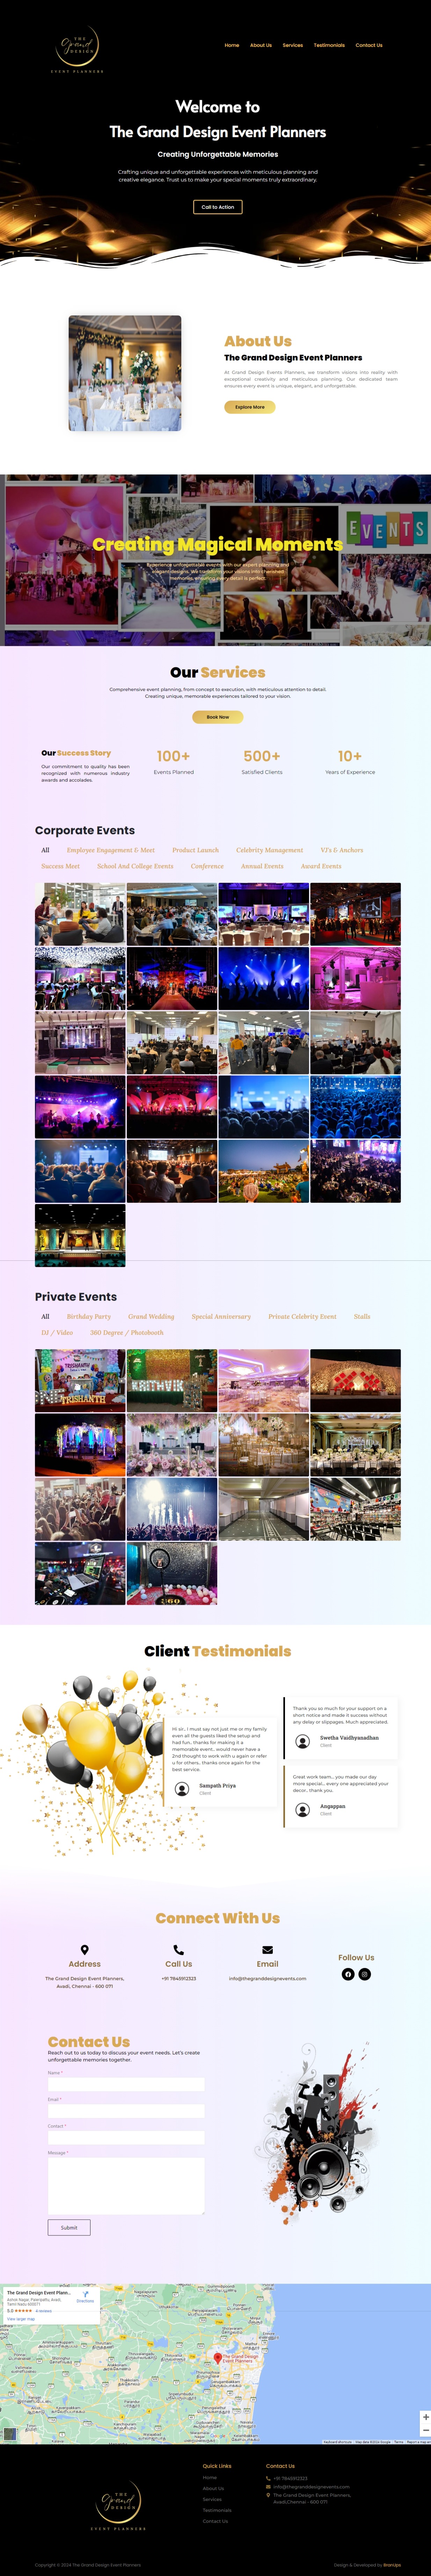 THE
Grand
DESIGN
EVENT PLANNERS
Home
About Us
Services
Testimonials
Contact Us
Welcome to
The Grand Design Event Planners
Creating Unforgettable Memories
Crafting unique and unforgettable experiences with meticulous planning and
creative elegance. Trust us to make your special moments truly extraordinary.
Call to Action
About Us
The Grand Design Event Planners
At Grand Design Events Planners, we transform visions into reality with
exceptional creativity and meticulous planning. Our dedicated team
ensures every event is unique, elegant, and unforgettable.
Explore More
EVENTS
Creating Magical Moments
Experience unforgettable events with our expert planning and
elegant designs. We transform your visions into cherished
memories, ensuring every detail is perfect.
Our Services
Comprehensive event planning, from concept to execution, with meticulous attention to detail.
Creating unique, memorable experiences tailored to your vision.
Book Now
Our Success Story
Our commitment to quality has been
recognized with numerous industry
awards and accolades.
100+
Events Planned
500+
Satisfied Clients
10+
Years of Experience
Corporate Events
All
Employee Engagement & Meet
Product Launch
Celebrity Management
VJ's & Anchors
Success Meet
School And College Events
Conference
Annual Events
Award Events
Private Events
All
Birthday Party
Grand Wedding
Special Anniversary
Private Celebrity Event
Stalls
DJ / Video
360 Degree / Photobooth
TRISHANTH
KRITHVIK
360
Client Testimonials
Hi sir... I must say not just me or my family
even all the guests liked the setup and
had fun.. thanks for making it a
memorable event... would never have a
2nd thought to work with u again or refer
u for others.. thanks once again for the
best service.
Sampath Priya
Client
Thank you so much for your support on a
short notice and made it success without
any delay or slippages. Much appreciated.
Swetha Vasihyanadhan
Client
Great work team... you made our day
more special... every one appreciated your
decor.. thank you.
Angappan
Client
Connect With Us
Address
The Grand Design Event Planners,
Avadi, Chennai - 600 071
Call Us
+91 7845912323
Email
info@thegranddesignevents.com
Follow Us
Contact Us
Reach out to us today to discuss your event needs. Let's create
unforgettable memories together.
Name *
Email *
Contact *
Message *
Submit
The Grand Design Event Plann...
Tamil Nadu 600071
5.0
4 reviews
View larger map
Directions
The Grand Design
Event Planners
Keyboard shortcuts
Map data ©2024 Google
Terms
Report a map error
THE
Grand
DESIGN
EVENT PLANNERS
Quick Links
Home
About Us
Services
Testimonials
Contact Us
Contact Us
+91 7845912323
info@thegranddesignevents.com
The Grand Design Event Planners,
Avadi,Chennai - 600 071
Copyright © 2024 The Grand Design Event Planners
Design & Developed by BranUps